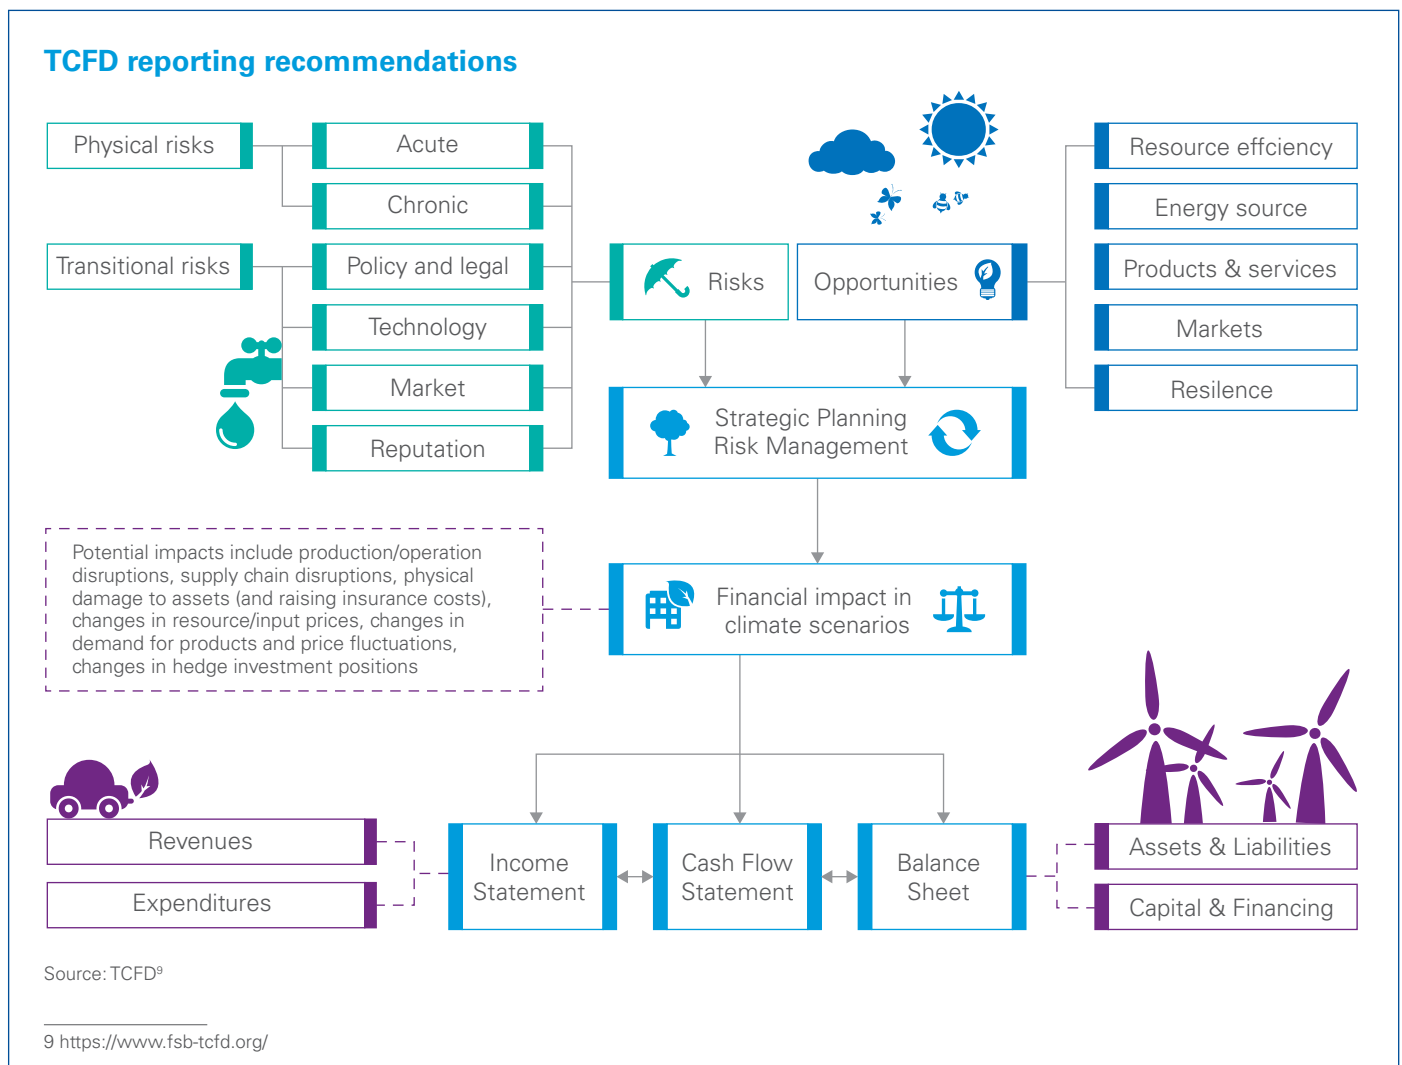 TCFD reporting recommendations
Physical risks
Acute
Chronic
Transitional risks
Policy and legal
Technology
Market
Reputation
Risks
Opportunities
Resource effciency
Energy source
Products & services
Markets
Resilence
Strategic Planning
Risk Management
Potential impacts include production/operation
disruptions, supply chain disruptions, physical
damage to assets (and raising insurance costs),
changes in resource/input prices, changes in
demand for products and price fluctuations,
changes in hedge investment positions
Financial impact in
climate scenarios
Revenues
Expenditures
Income
Statement
Cash Flow
Statement
Balance
Sheet
Assets & Liabilities
Capital & Financing
Source: TCFD⁹
9 https://www.fsb-tcfd.org/